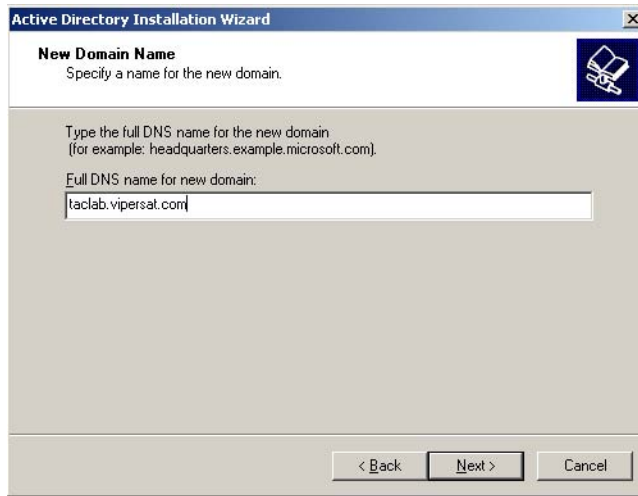 Active Directory Installation Wizard
New Domain Name
Specify a name for the new domain.
Type the full DNS name for the new domain
(for example: headquarters.example.microsoft.com).
Full DNS name for new domain:
taclab.vipersat.com
< Back
Next >
Cancel